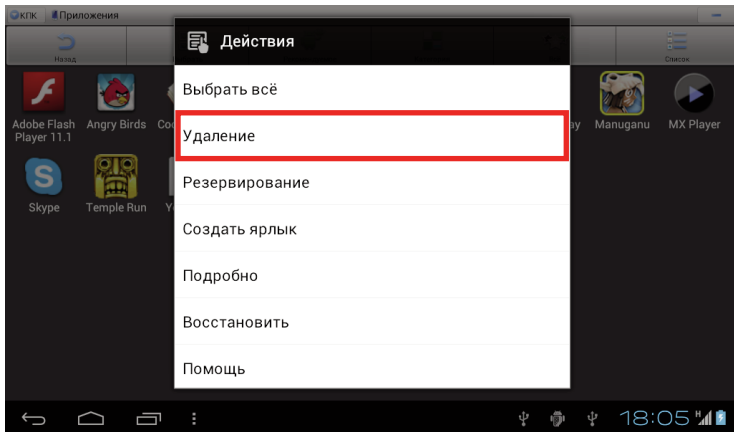 КПК Приложения
Назад
Список
Действия
Выбрать всё
Удаление
Резервирование
Создать ярлык
Подробно
Восстановить
Помощь
Adobe Flash Player 11.1
Angry Birds
Manuganu
MX Player
Skype
Temple Run
18:05
H